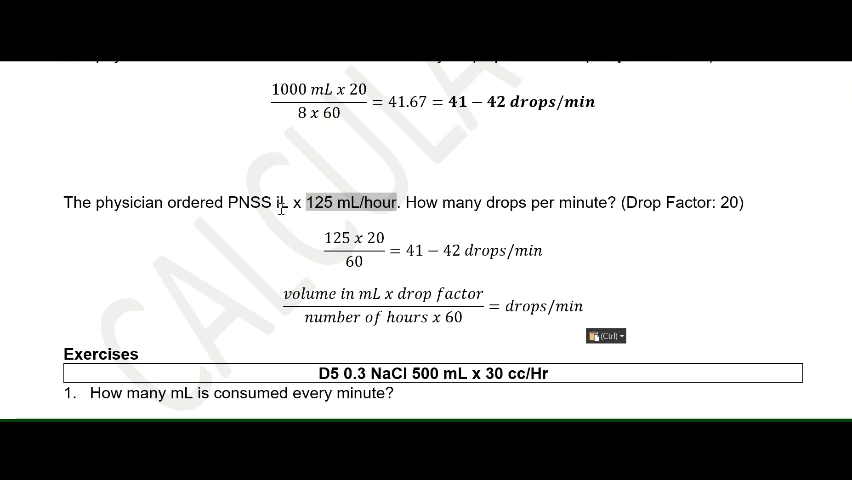 1000 mL x 20
8 x 60
= 41.67 = 41 − 42 drops/min
The physician ordered PNSS iL x 125 mL/hour. How many drops per minute? (Drop Factor: 20)
125 x 20
60
= 41 − 42 drops/min
volume in mL x drop factor
number of hours x 60
= drops/min
(Ctrl)
Exercises
D5 0.3 NaCl 500 mL x 30 cc/Hr
1. How many mL is consumed every minute?
CALCULA